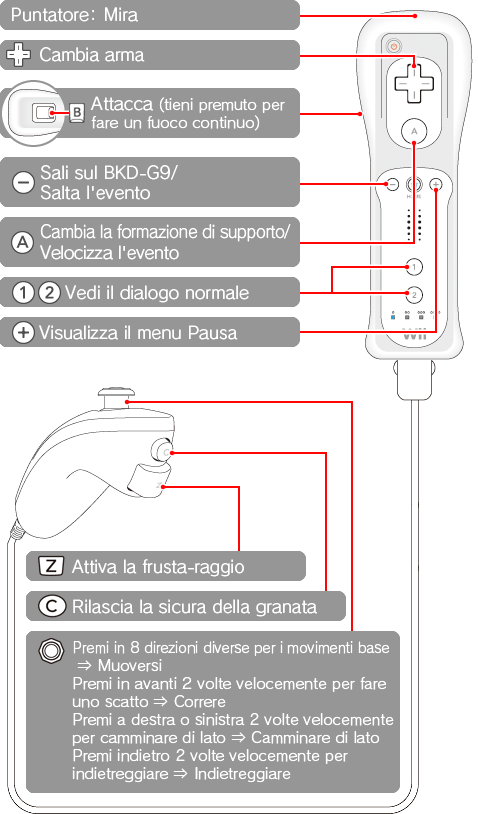 Puntatore: Mira
Cambia arma
B Attacca (tieni premuto per
fare un fuoco continuo)
− Sali sul BKD-G9/
Salta l'evento
A Cambia la formazione di supporto/
Velocizza l'evento
1 2 Vedi il dialogo normale
+ Visualizza il menu Pausa
A
− HOME +
1
2
Wii
C
Z
Z Attiva la frusta-raggio
C Rilascia la sicura della granata
Premi in 8 direzioni diverse per i movimenti base
⇒ Muoversi
Premi in avanti 2 volte velocemente per fare
uno scatto ⇒ Correre
Premi a destra o sinistra 2 volte velocemente
per camminare di lato ⇒ Camminare di lato
Premi indietro 2 volte velocemente per
indietreggiare ⇒ Indietreggiare